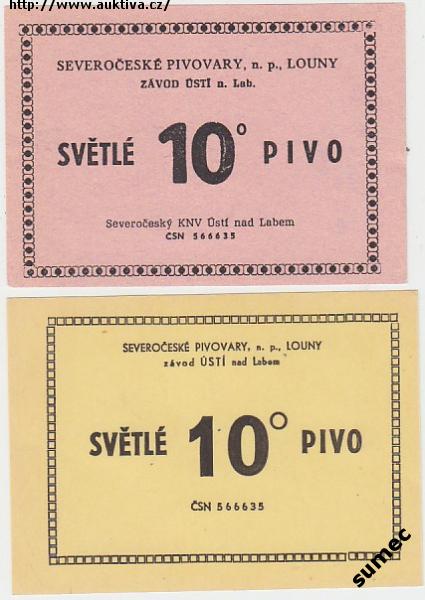 http://www.auktiva.cz/
SEVEROČESKÉ PIVOVARY, n. p., LOUNY
ZÁVOD ÚSTÍ n. Lab.
SVĚTLÉ 10° PIVO
Severočeský KNV Ústí nad Labem
ČSN 566635
SEVEROČESKÉ PIVOVARY, n. p., LOUNY
závod ÚSTÍ nad Labem
SVĚTLÉ 10° PIVO
ČSN 566635
sumec